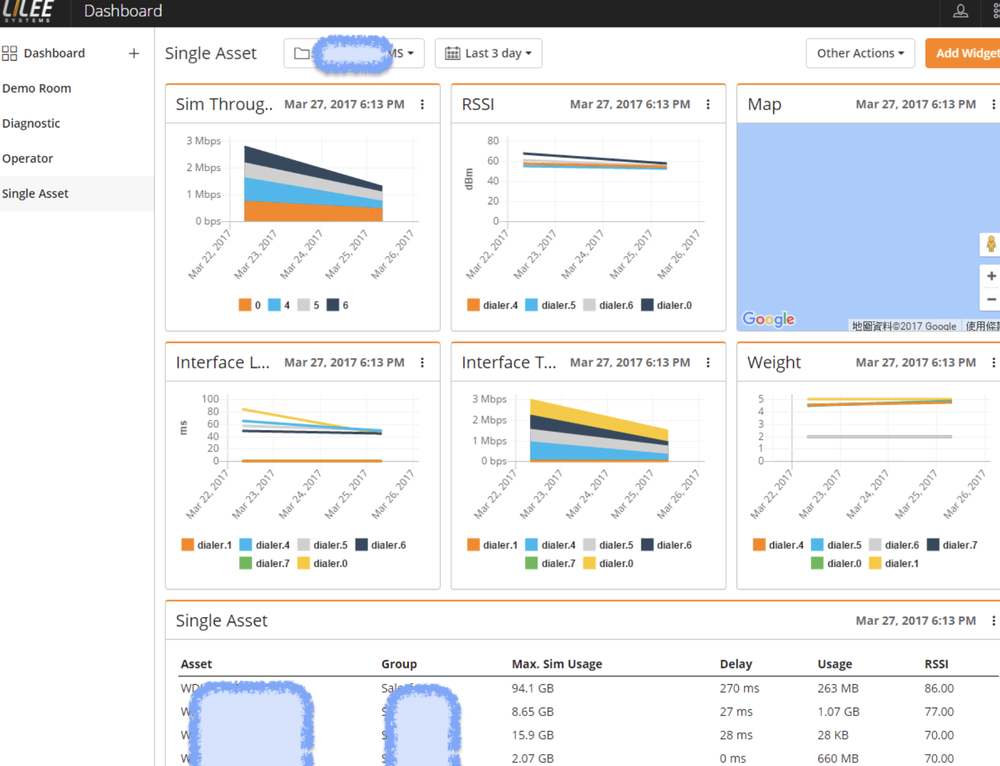 LILEE
SYSTEMS
Dashboard
Dashboard +
Demo Room
Diagnostic
Operator
Single Asset
Single Asset
MS
Last 3 day
Other Actions
Add Widget
Sim Throug.. Mar 27, 2017 6:13 PM
3 Mbps
2 Mbps
1 Mbps
0 bps
Mar 22, 2017
Mar 23, 2017
Mar 24, 2017
Mar 25, 2017
Mar 26, 2017
0 4 5 6
RSSI Mar 27, 2017 6:13 PM
dBm
80
60
40
20
0
Mar 22, 2017
Mar 23, 2017
Mar 24, 2017
Mar 25, 2017
Mar 26, 2017
dialer.4 dialer.5 dialer.6 dialer.0
Map Mar 27, 2017 6:13 PM
+
−
Google
地圖資料©2017 Google 使用條款
Interface L... Mar 27, 2017 6:13 PM
ms
100
80
60
40
20
0
Mar 22, 2017
Mar 23, 2017
Mar 24, 2017
Mar 25, 2017
Mar 26, 2017
dialer.1 dialer.4 dialer.5 dialer.6
dialer.7 dialer.0
Interface T... Mar 27, 2017 6:13 PM
3 Mbps
2 Mbps
1 Mbps
0 bps
Mar 22, 2017
Mar 23, 2017
Mar 24, 2017
Mar 25, 2017
Mar 26, 2017
dialer.1 dialer.4 dialer.5 dialer.6
dialer.7 dialer.0
Weight Mar 27, 2017 6:13 PM
5
4
3
2
1
0
Mar 22, 2017
Mar 23, 2017
Mar 24, 2017
Mar 25, 2017
Mar 26, 2017
dialer.4 dialer.5 dialer.6 dialer.7
dialer.0 dialer.1
Single Asset Mar 27, 2017 6:13 PM
Asset Group Max. Sim Usage Delay Usage RSSI
94.1 GB 270 ms 263 MB 86.00
8.65 GB 27 ms 1.07 GB 77.00
15.9 GB 28 ms 28 KB 70.00
2.07 GB 0 ms 660 MB 70.00